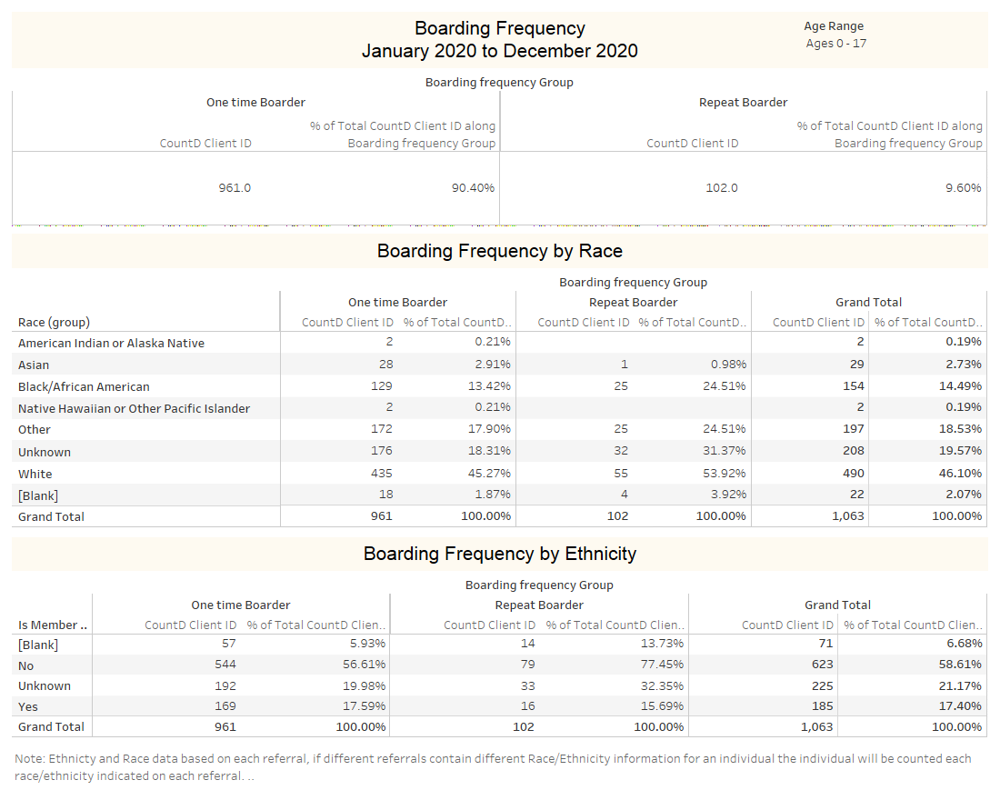 Boarding Frequency
January 2020 to December 2020
Age Range
Ages 0 - 17
Boarding frequency Group
One time Boarder Repeat Boarder
CountD Client ID % of Total CountD Client ID along Boarding frequency Group CountD Client ID % of Total CountD Client ID along Boarding frequency Group
961.0 90.40% 102.0 9.60%
Boarding Frequency by Race
Boarding frequency Group
One time Boarder Repeat Boarder Grand Total
Race (group) CountD Client ID % of Total CountD.. CountD Client ID % of Total CountD.. CountD Client ID % of Total CountD..
American Indian or Alaska Native 2 0.21% 2 0.19%
Asian 28 2.91% 1 0.98% 29 2.73%
Black/African American 129 13.42% 25 24.51% 154 14.49%
Native Hawaiian or Other Pacific Islander 2 0.21% 2 0.19%
Other 172 17.90% 25 24.51% 197 18.53%
Unknown 176 18.31% 32 31.37% 208 19.57%
White 435 45.27% 55 53.92% 490 46.10%
[Blank] 18 1.87% 4 3.92% 22 2.07%
Grand Total 961 100.00% 102 100.00% 1,063 100.00%
Boarding Frequency by Ethnicity
Boarding frequency Group
One time Boarder Repeat Boarder Grand Total
Is Member .. CountD Client ID % of Total CountD Clien.. CountD Client ID % of Total CountD Clien.. CountD Client ID % of Total CountD Clien..
[Blank] 57 5.93% 14 13.73% 71 6.68%
No 544 56.61% 79 77.45% 623 58.61%
Unknown 192 19.98% 33 32.35% 225 21.17%
Yes 169 17.59% 16 15.69% 185 17.40%
Grand Total 961 100.00% 102 100.00% 1,063 100.00%
Note: Ethnicty and Race data based on each referral, if different referrals contain different Race/Ethnicity information for an individual the individual will be counted each
race/ethnicity indicated on each referral. ..